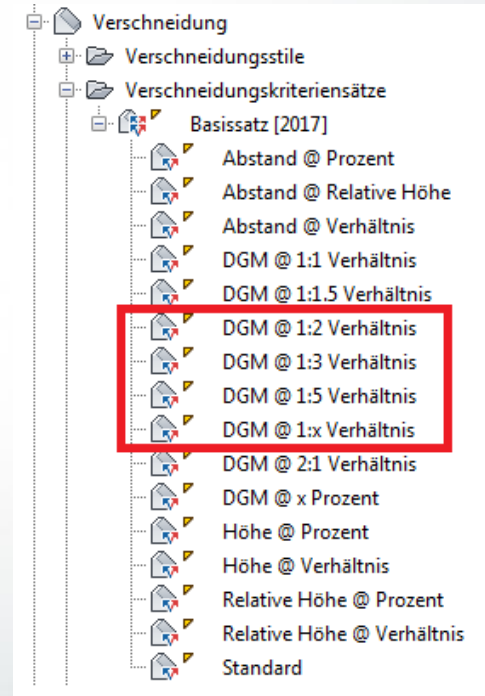 Verschneidung
Verschneidungsstile
Verschneidungskriteriensätze
Basissatz [2017]
Abstand @ Prozent
Abstand @ Relative Höhe
Abstand @ Verhältnis
DGM @ 1:1 Verhältnis
DGM @ 1:1.5 Verhältnis
DGM @ 1:2 Verhältnis
DGM @ 1:3 Verhältnis
DGM @ 1:5 Verhältnis
DGM @ 1:x Verhältnis
DGM @ 2:1 Verhältnis
DGM @ x Prozent
Höhe @ Prozent
Höhe @ Verhältnis
Relative Höhe @ Prozent
Relative Höhe @ Verhältnis
Standard